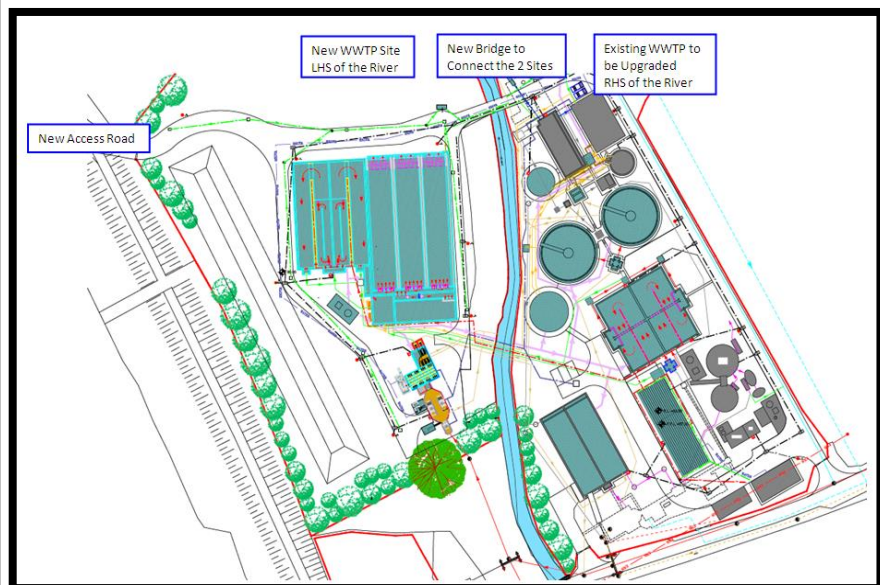 New WWTP Site
LHS of the River
New Bridge to
Connect the 2 Sites
Existing WWTP to
be Upgraded
RHS of the River
New Access Road